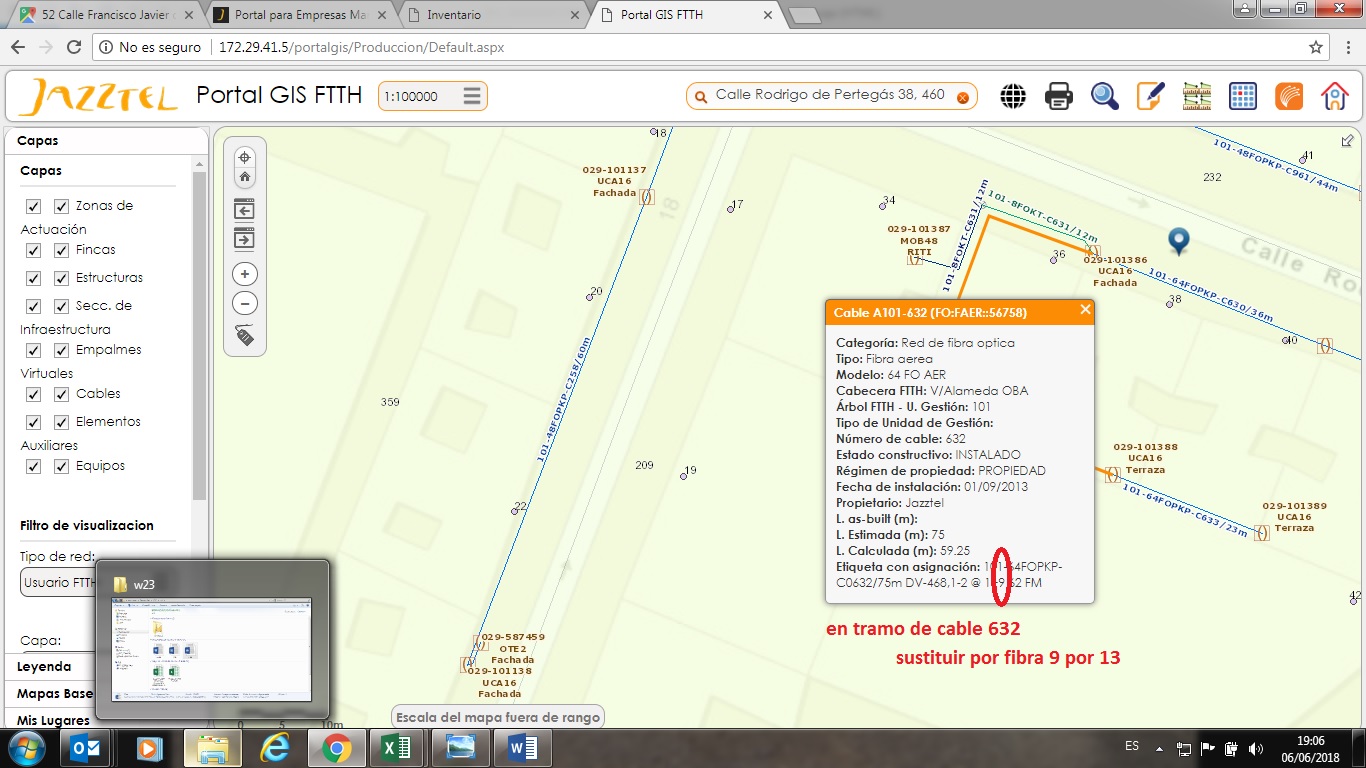 52 Calle Francisco Javier
Portal para Empresas Ma
Inventario
Portal GIS FTTH
No es seguro
172.29.41.5/portalgis/Produccion/Default.aspx
JAZZTEL
Portal GIS FTTH
1:100000
Calle Rodrigo de Pertegás 38, 460
Capas
Capas
Zonas de
Actuación
Fincas
Estructuras
Secc. de
Infraestructura
Empalmes
Virtuales
Cables
Elementos
Auxiliares
Equipos
Filtro de visualizacion
Tipo de red:
Usuario FTTH
Capa:
Leyenda
Mapas Base
Mis Lugares
w23
18
029-101137
UCA16
Fachada
18
17
20
101-48FOPKP-C258/60m
359
209
19
22
029-587459
OTE2
Fachada
029-101138
UCA16
Fachada
34
029-101387
MOB48
RITI
101-8FOKT-C631/12m
101-8FOKT-C631/12m
36
029-101386
UCA16
Fachada
101-64FOPKP-C630/36m
38
40
232
41
101-48FOPKP-C961/44m
Calle Ro
029-101388
UCA16
Terraza
101-64FOPKP-C633/23m
029-101389
UCA16
Terraza
42
Cable A101-632 (FO:FAER::56758)
Categoría: Red de fibra optica
Tipo: Fibra aerea
Modelo: 64 FO AER
Cabecera FTTH: V/Alameda OBA
Árbol FTTH - U. Gestión: 101
Tipo de Unidad de Gestión:
Número de cable: 632
Estado constructivo: INSTALADO
Régimen de propiedad: PROPIEDAD
Fecha de instalación: 01/09/2013
Propietario: Jazztel
L. as-built (m):
L. Estimada (m): 75
L. Calculada (m): 59.25
Etiqueta con asignación: 101-64FOPKP-
C0632/75m DV-468,1-2 @ FM
en tramo de cable 632
sustituir por fibra 9 por 13
0 5 10m
Escala del mapa fuera de rango
ES
19:06
06/06/2018